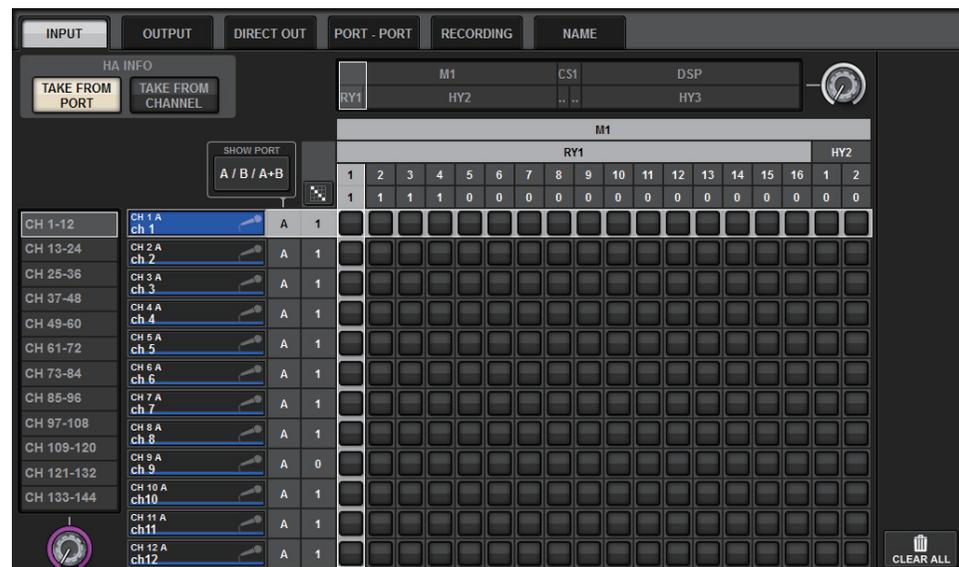 INPUT OUTPUT DIRECT OUT PORT - PORT RECORDING NAME
HA INFO
TAKE FROM PORT TAKE FROM CHANNEL
M1 CS1 DSP
RY1 HY2 .. .. HY3
M1
SHOW PORT RY1 HY2
A / B / A+B 1 2 3 4 5 6 7 8 9 10 11 12 13 14 15 16 1 2
1 1 1 1 0 0 0 0 0 0 0 0 0 0 0 0 0 0
CH 1-12
CH 13-24
CH 25-36
CH 37-48
CH 49-60
CH 61-72
CH 73-84
CH 85-96
CH 97-108
CH 109-120
CH 121-132
CH 133-144
CH 1 A
ch 1 A 1
CH 2 A
ch 2 A 1
CH 3 A
ch 3 A 1
CH 4 A
ch 4 A 1
CH 5 A
ch 5 A 1
CH 6 A
ch 6 A 1
CH 7 A
ch 7 A 1
CH 8 A
ch 8 A 1
CH 9 A
ch 9 A 0
CH 10 A
ch10 A 1
CH 11 A
ch11 A 1
CH 12 A
ch12 A 1
CLEAR ALL